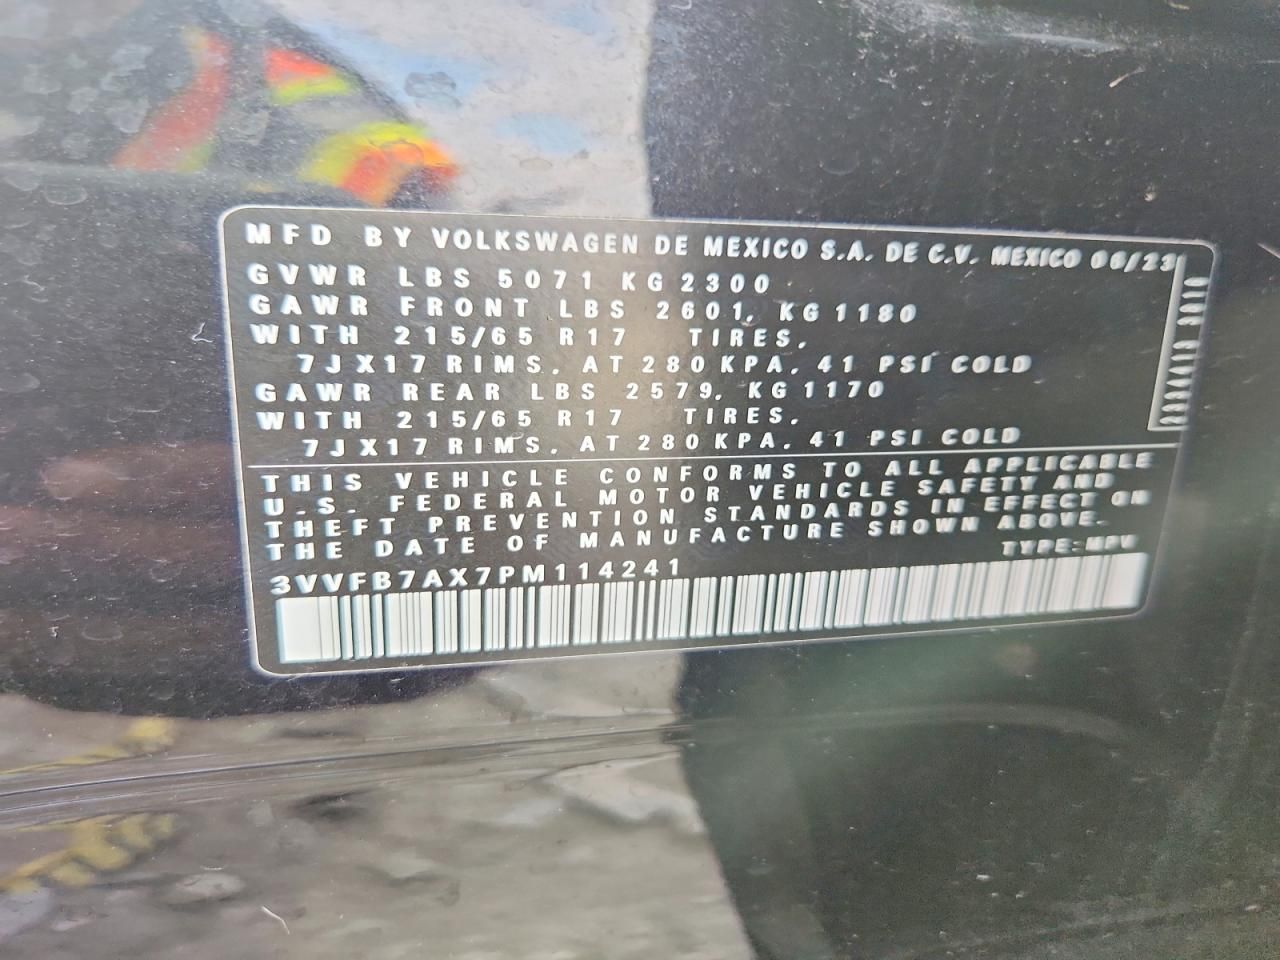 MFD BY VOLKSWAGEN DE MEXICO S.A. DE C.V. MEXICO 06/23
GVWR LBS 5071 KG 2300
GAWR FRONT LBS 2601, KG 1180
WITH 215/65 R17 TIRES,
7JX17 RIMS, AT 280 KPA, 41 PSI COLD
GAWR REAR LBS 2579, KG 1170
WITH 215/65 R17 TIRES,
7JX17 RIMS, AT 280 KPA, 41 PSI COLD
THIS VEHICLE CONFORMS TO ALL APPLICABLE
U.S. FEDERAL MOTOR VEHICLE SAFETY AND
THEFT PREVENTION STANDARDS IN EFFECT ON
THE DATE OF MANUFACTURE SHOWN ABOVE.
TYPE:MPV
3VVFB7AX7PM114241